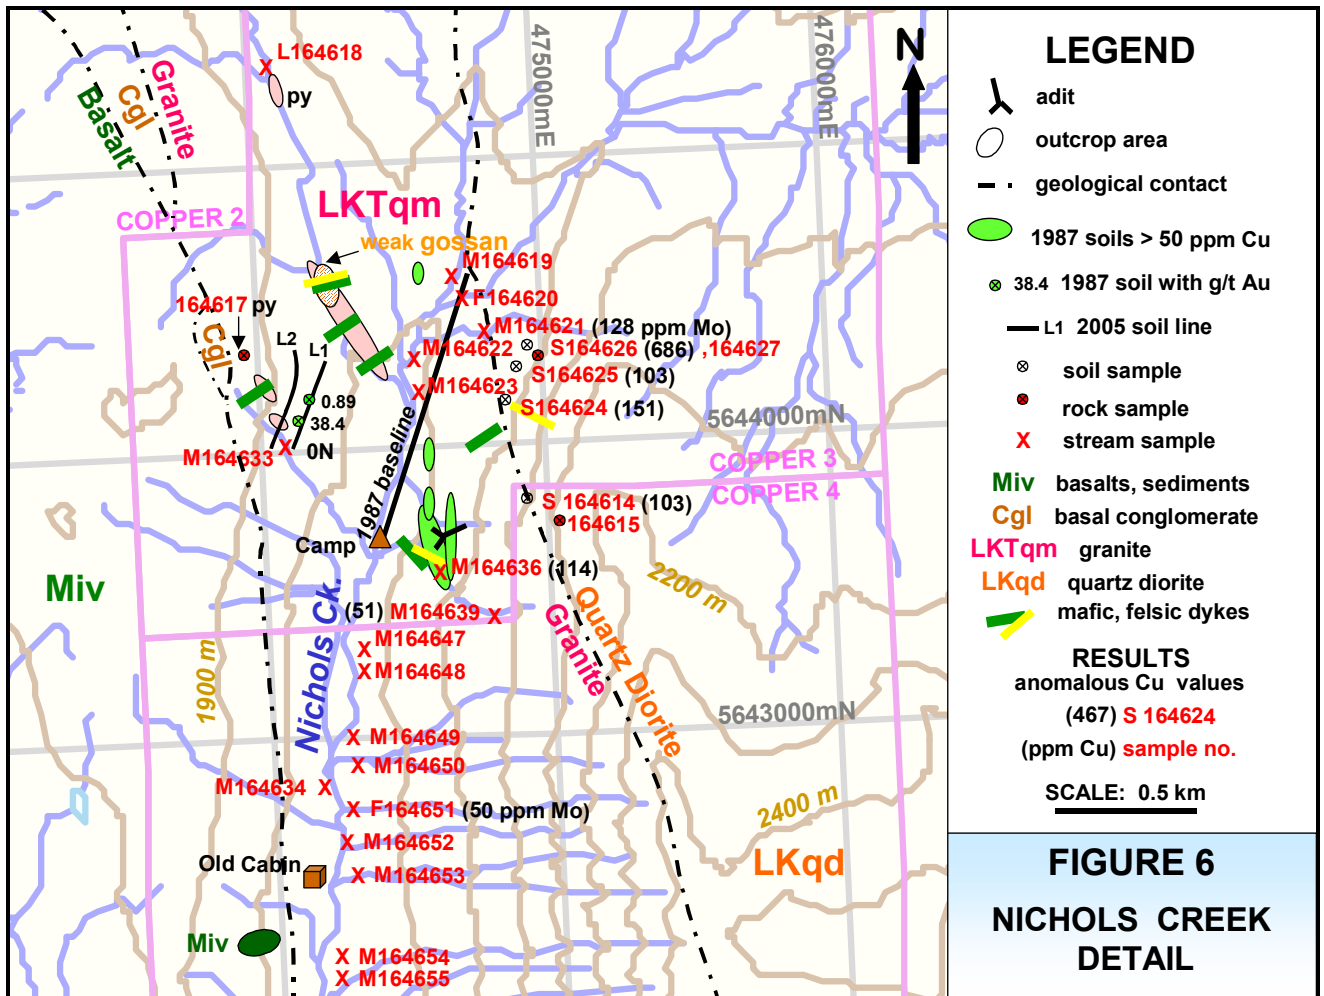 L164618
py
Granite
Cgl
Basalt
475000mE
476000mE
N
COPPER 2
LKTqm
weak gossan
M164619
F164620
164617 py
M164621 (128 ppm Mo)
M164622
S164626 (686) ,164627
Cgl
L2
L1
S164625 (103)
M164623
0.89
38.4
S164624 (151)
5644000mN
M164633
0N
1987 baseline
COPPER 3
COPPER 4
S 164614 (103)
164615
Camp
M164636 (114)
Miv
2200 m
Nichols Ck.
(51) M164639
Granite
Quartz Diorite
M164647
M164648
1900 m
5643000mN
M164649
M164650
M164634
F164651 (50 ppm Mo)
2400 m
M164652
Old Cabin
M164653
LKqd
Miv
M164654
M164655
LEGEND
adit
outcrop area
geological contact
1987 soils > 50 ppm Cu
38.4 1987 soil with g/t Au
L1 2005 soil line
soil sample
rock sample
X stream sample
Miv basalts, sediments
Cgl basal conglomerate
LKTqm granite
LKqd quartz diorite
mafic, felsic dykes
RESULTS
anomalous Cu values
(467) S 164624
(ppm Cu) sample no.
SCALE: 0.5 km
FIGURE 6
NICHOLS CREEK
DETAIL